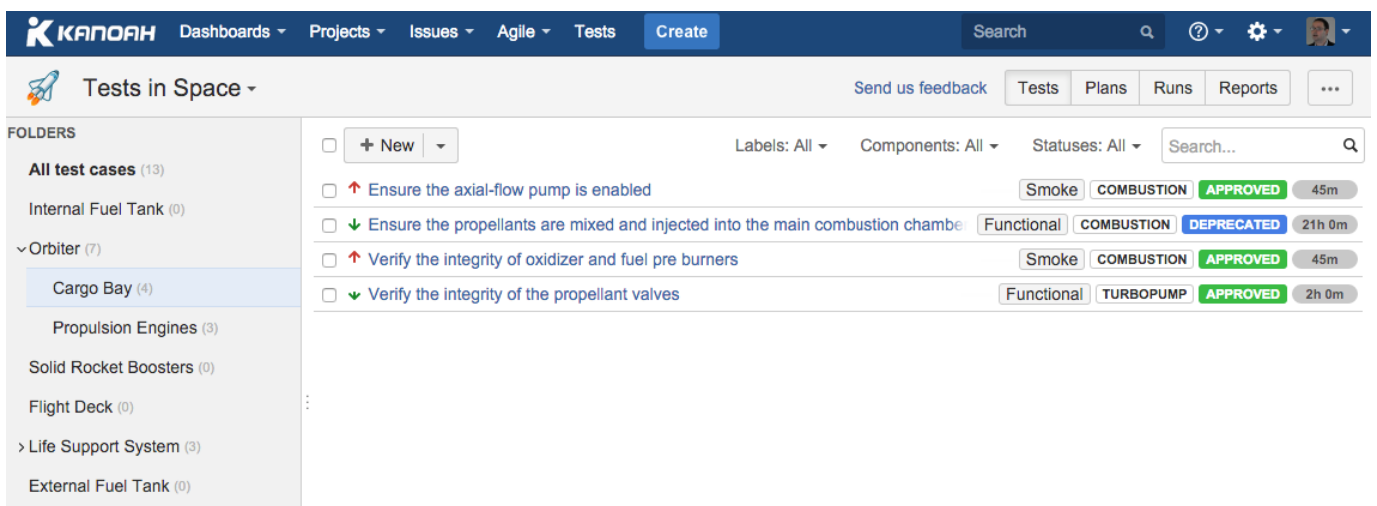 KANOAH Dashboards Projects Issues Agile Tests Create Search
Tests in Space Send us feedback Tests Plans Runs Reports
FOLDERS
All test cases (13)
Internal Fuel Tank (0)
Orbiter (7)
Cargo Bay (4)
Propulsion Engines (3)
Solid Rocket Boosters (0)
Flight Deck (0)
Life Support System (3)
External Fuel Tank (0)
+ New Labels: All Components: All Statuses: All Search...
Ensure the axial-flow pump is enabled Smoke COMBUSTION APPROVED 45m
Ensure the propellants are mixed and injected into the main combustion chambe Functional COMBUSTION DEPRECATED 21h 0m
Verify the integrity of oxidizer and fuel pre burners Smoke COMBUSTION APPROVED 45m
Verify the integrity of the propellant valves Functional TURBOPUMP APPROVED 2h 0m